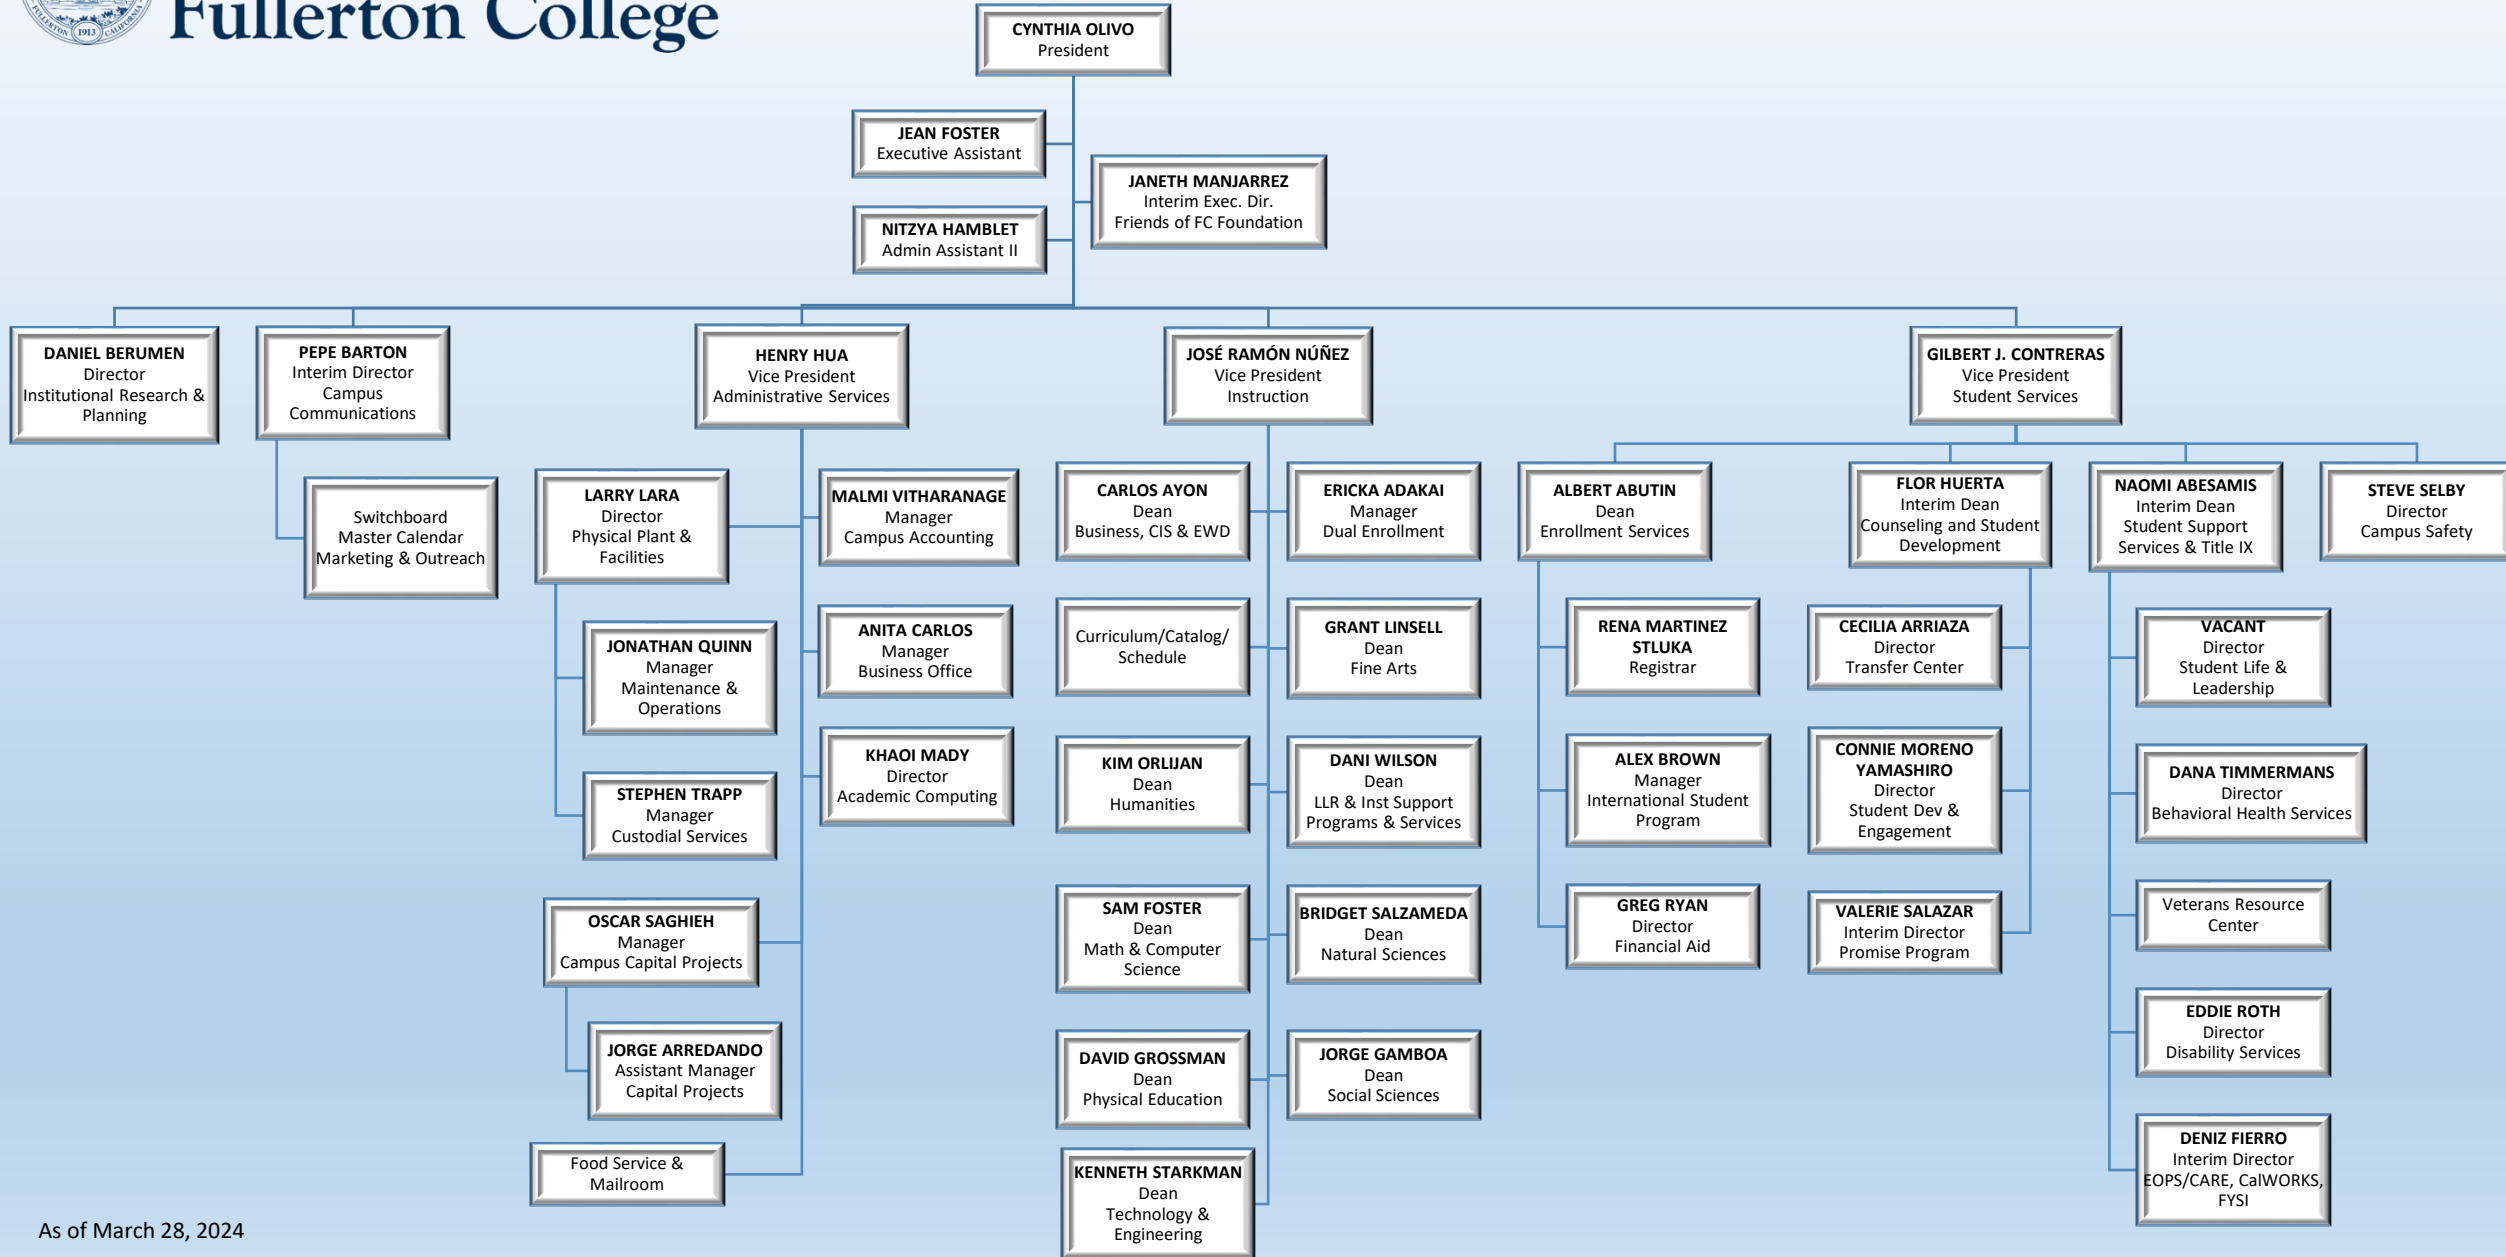 Fullerton College
FULLERTON
1913
CALIFORNIA
CYNTHIA OLIVO
President
JEAN FOSTER
Executive Assistant
JANETH MANJARREZ
Interim Exec. Dir.
Friends of FC Foundation
NITZYA HAMBLET
Admin Assistant II
DANIEL BERUMEN
Director
Institutional Research &
Planning
PEPE BARTON
Interim Director
Campus
Communications
HENRY HUA
Vice President
Administrative Services
JOSÉ RAMÓN NÚÑEZ
Vice President
Instruction
GILBERT J. CONTRERAS
Vice President
Student Services
Switchboard
Master Calendar
Marketing & Outreach
LARRY LARA
Director
Physical Plant &
Facilities
MALMI VITHARANAGE
Manager
Campus Accounting
JONATHAN QUINN
Manager
Maintenance &
Operations
ANITA CARLOS
Manager
Business Office
STEPHEN TRAPP
Manager
Custodial Services
KHAOI MADY
Director
Academic Computing
OSCAR SAGHIEH
Manager
Campus Capital Projects
JORGE ARREDANDO
Assistant Manager
Capital Projects
Food Service &
Mailroom
CARLOS AYON
Dean
Business, CIS & EWD
ERICKA ADAKAI
Manager
Dual Enrollment
Curriculum/Catalog/
Schedule
GRANT LINSELL
Dean
Fine Arts
KIM ORLIJAN
Dean
Humanities
DANI WILSON
Dean
LLR & Inst Support
Programs & Services
SAM FOSTER
Dean
Math & Computer
Science
BRIDGET SALZAMEDA
Dean
Natural Sciences
DAVID GROSSMAN
Dean
Physical Education
JORGE GAMBOA
Dean
Social Sciences
KENNETH STARKMAN
Dean
Technology &
Engineering
ALBERT ABUTIN
Dean
Enrollment Services
RENA MARTINEZ
STLUKA
Registrar
ALEX BROWN
Manager
International Student
Program
GREG RYAN
Director
Financial Aid
FLOR HUERTA
Interim Dean
Counseling and Student
Development
CECILIA ARRIAZA
Director
Transfer Center
CONNIE MORENO
YAMASHIRO
Director
Student Dev &
Engagement
VALERIE SALAZAR
Interim Director
Promise Program
NAOMI ABESAMIS
Interim Dean
Student Support
Services & Title IX
VACANT
Director
Student Life &
Leadership
DANA TIMMERMANS
Director
Behavioral Health Services
Veterans Resource
Center
EDDIE ROTH
Director
Disability Services
DENIZ FIERRO
Interim Director
EOPS/CARE, CalWORKS,
FYSI
STEVE SELBY
Director
Campus Safety
As of March 28, 2024